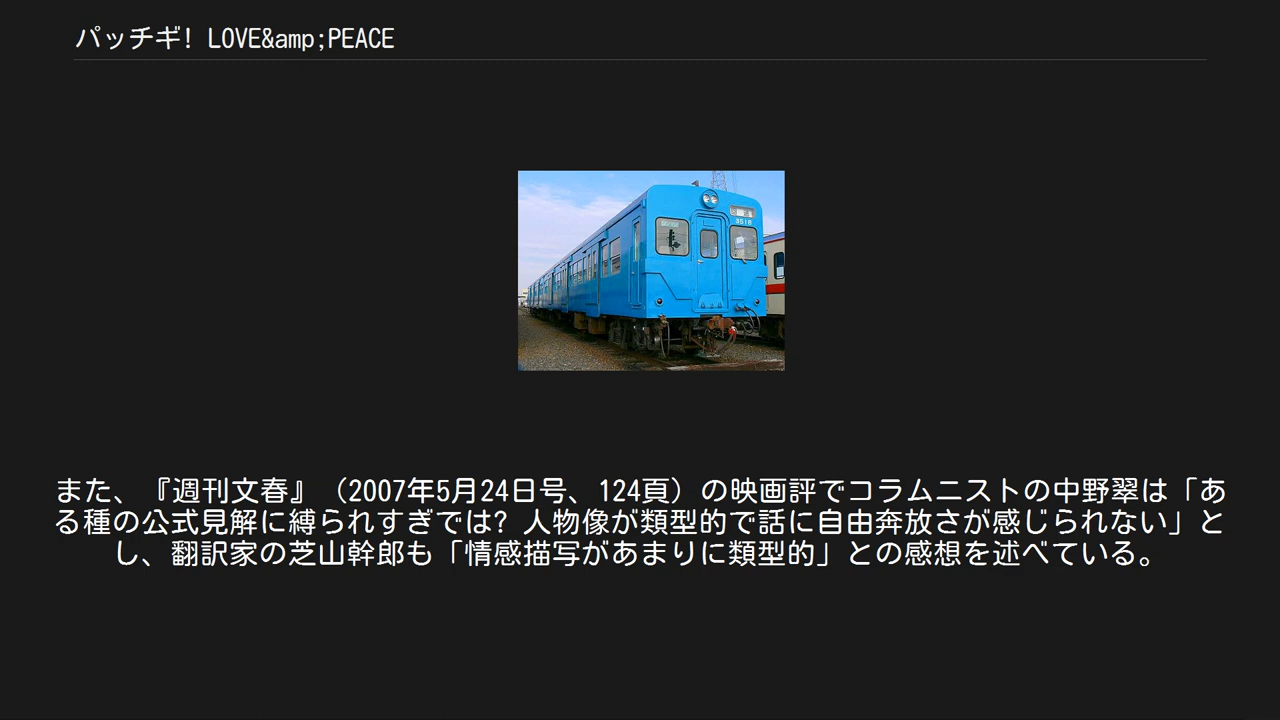 パッチギ! LOVE&amp;PEACE
また、『週刊文春』（2007年5月24日号、124頁）の映画評でコラムニストの中野翠は「あ
る種の公式見解に縛られすぎでは? 人物像が類型的で話に自由奔放さが感じられない」と
し、翻訳家の芝山幹郎も「情感描写があまりに類型的」との感想を述べている。